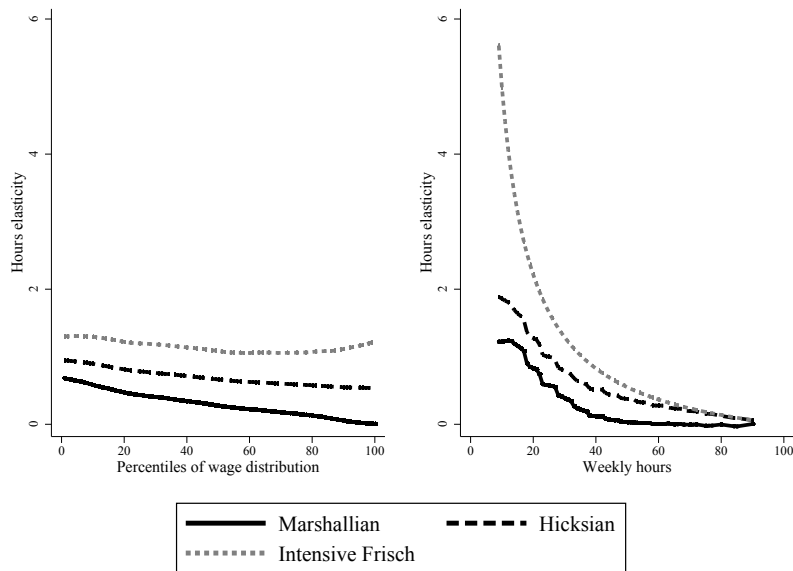 6
4
2
0
Hours elasticity
0 20 40 60 80 100
Percentiles of wage distribution
6
4
2
0
Hours elasticity
0 20 40 60 80 100
Weekly hours
Marshallian Hicksian
Intensive Frisch